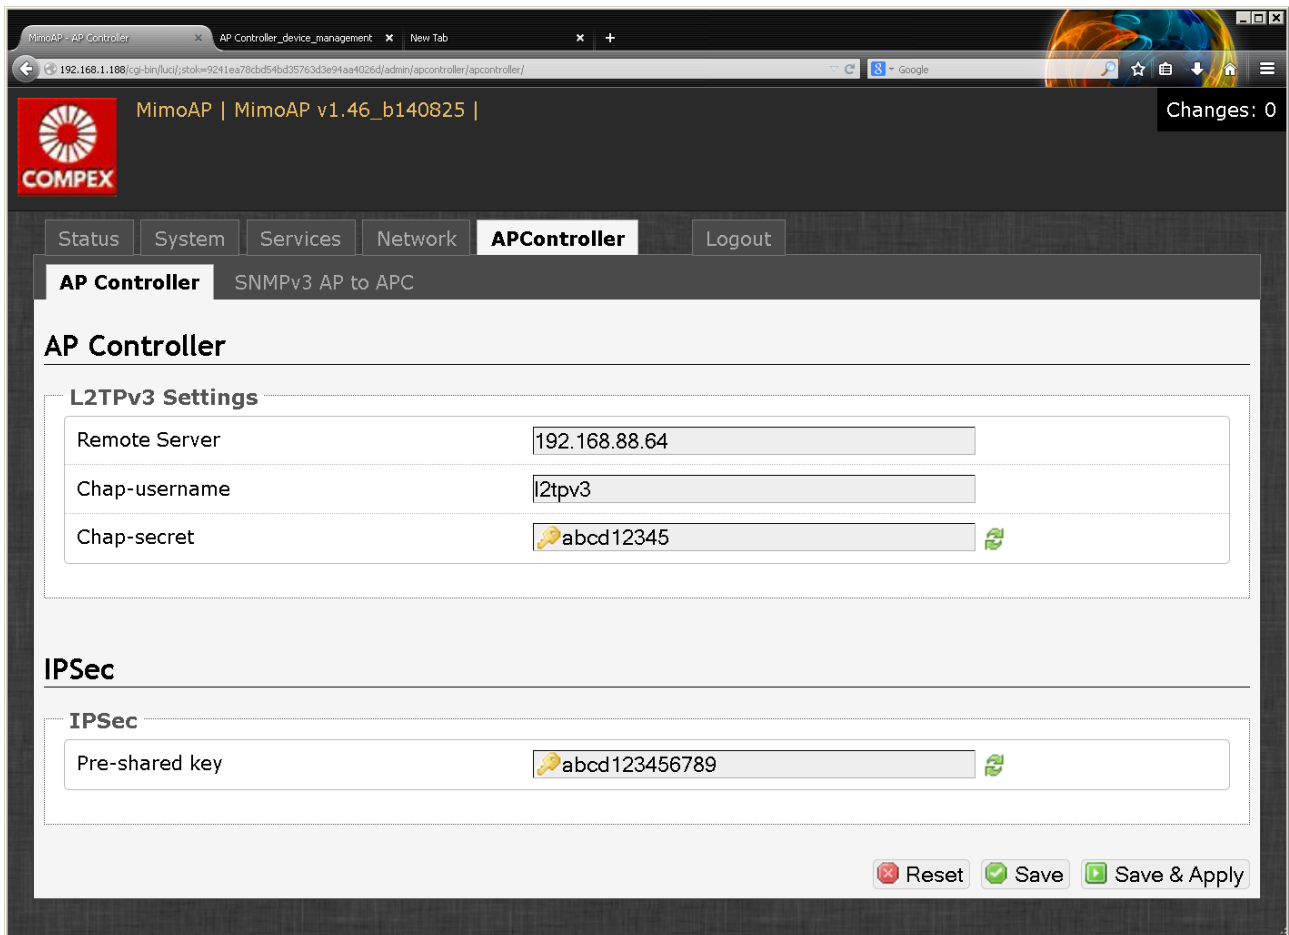 MimoAP - AP Controller AP Controller_device_management New Tab
192.168.1.188/cgi-bin/luci/;stok=9241ea78cbd54bd35763d3e94aa4026d/admin/apcontroller/apcontroller/ 8 Google
MimoAP | MimoAP v1.46_b140825 | Changes: 0
COMPEX
Status System Services Network APController Logout
AP Controller SNMPv3 AP to APC
AP Controller
L2TPv3 Settings
Remote Server 192.168.88.64
Chap-username l2tpv3
Chap-secret abcd12345
IPSec
IPSec
Pre-shared key abcd123456789
Reset Save Save & Apply